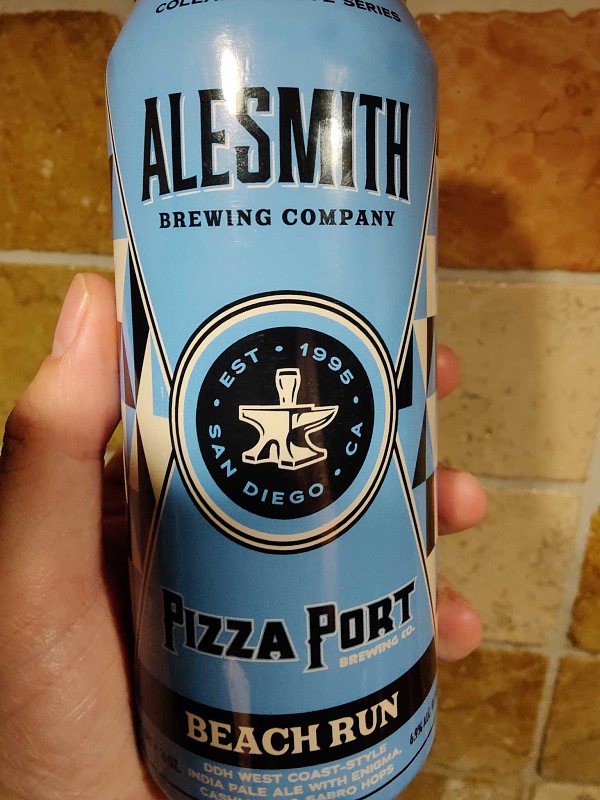 SERIES
ALESMITH
BREWING COMPANY
EST • 1995
SAN DIEGO • CA
PIZZA PORT
BREWING CO.
BEACH RUN
DDH WEST COAST-STYLE
INDIA PALE ALE WITH ENIGMA,
SABRO HOPS